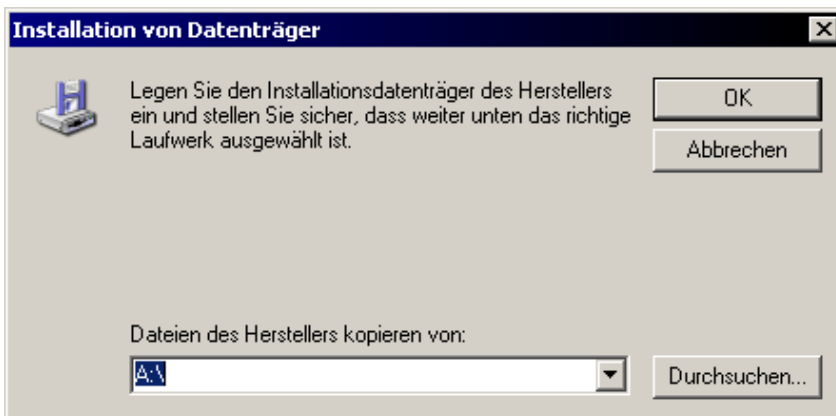 Installation von Datenträger
Legen Sie den Installationsdatenträger des Herstellers
ein und stellen Sie sicher, dass weiter unten das richtige
Laufwerk ausgewählt ist.
OK
Abbrechen
Dateien des Herstellers kopieren von:
A:\
Durchsuchen...